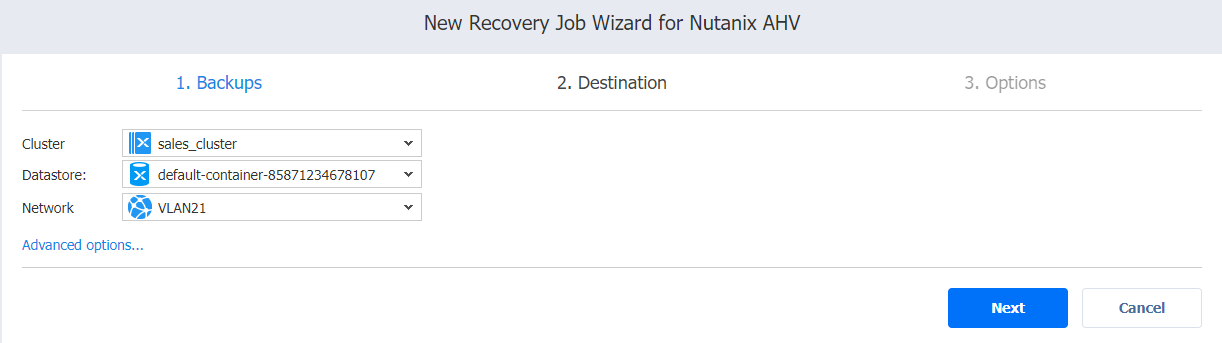 New Recovery Job Wizard for Nutanix AHV
1. Backups 2. Destination 3. Options
Cluster sales_cluster
Datastore: default-container-85871234678107
Network VLAN21
Advanced options...
Next Cancel